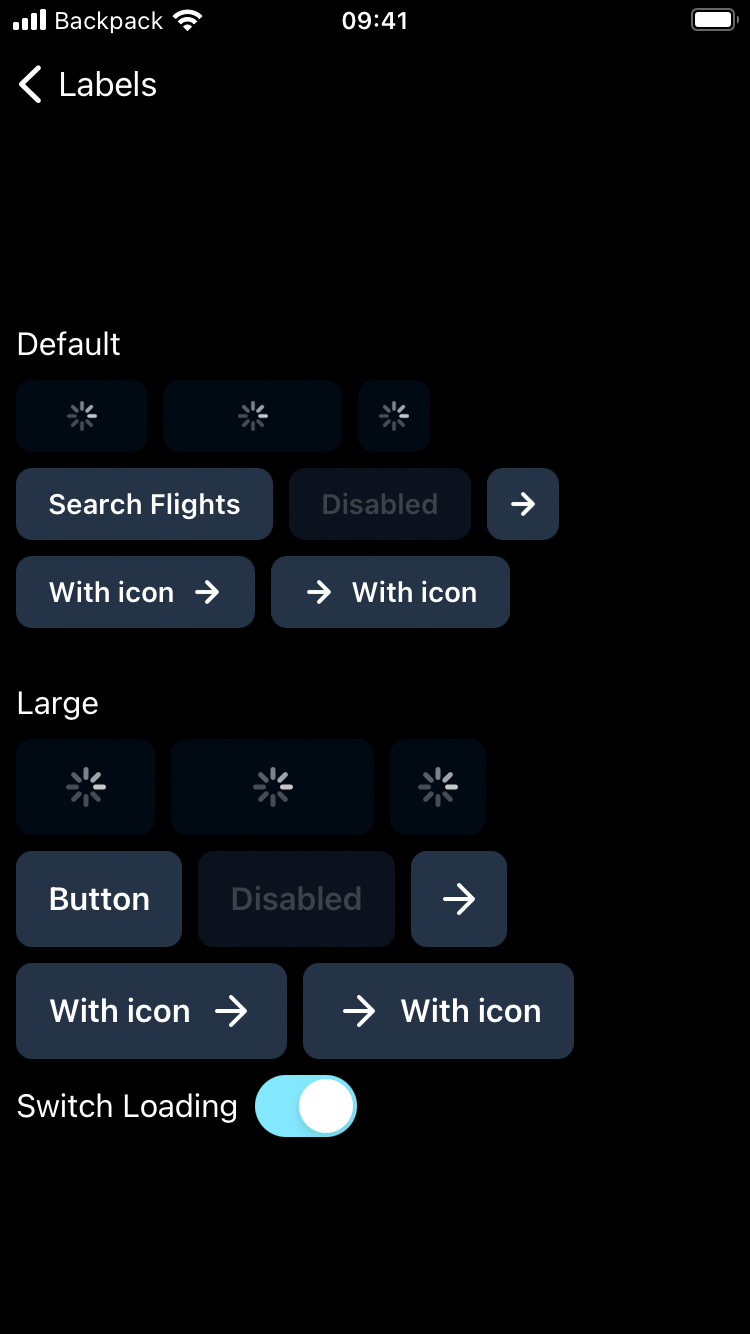 Backpack 09:41
Labels
Default
Search Flights Disabled
With icon With icon
Large
Button Disabled
With icon With icon
Switch Loading